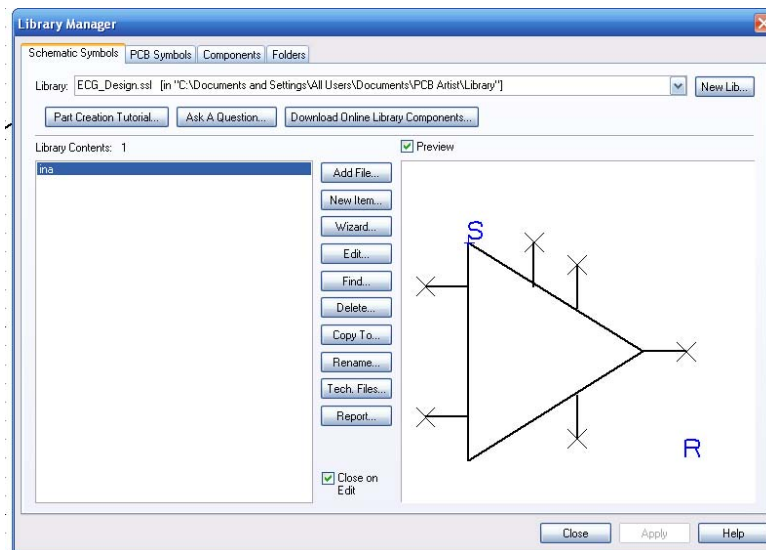 Library Manager
Schematic Symbols PCB Symbols Components Folders
Library: ECG_Design.ssl [in "C:\Documents and Settings\All Users\Documents\PCB Artist\Library"] New Lib...
Part Creation Tutorial... Ask A Question... Download Online Library Components...
Library Contents: 1 Preview
ina
Add File...
New Item...
Wizard...
Edit...
Find...
Delete...
Copy To...
Rename...
Tech. Files...
Report...
Close on
Edit
S
R
Close Apply Help